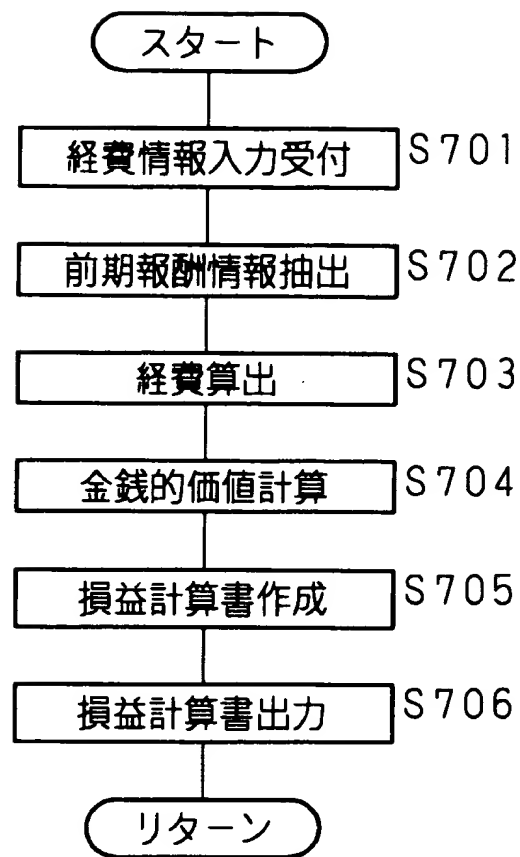 スタート
経費情報入力受付 S701
前期報酬情報抽出 S702
経費算出 S703
金銭的価値計算 S704
損益計算書作成 S705
損益計算書出力 S706
リターン